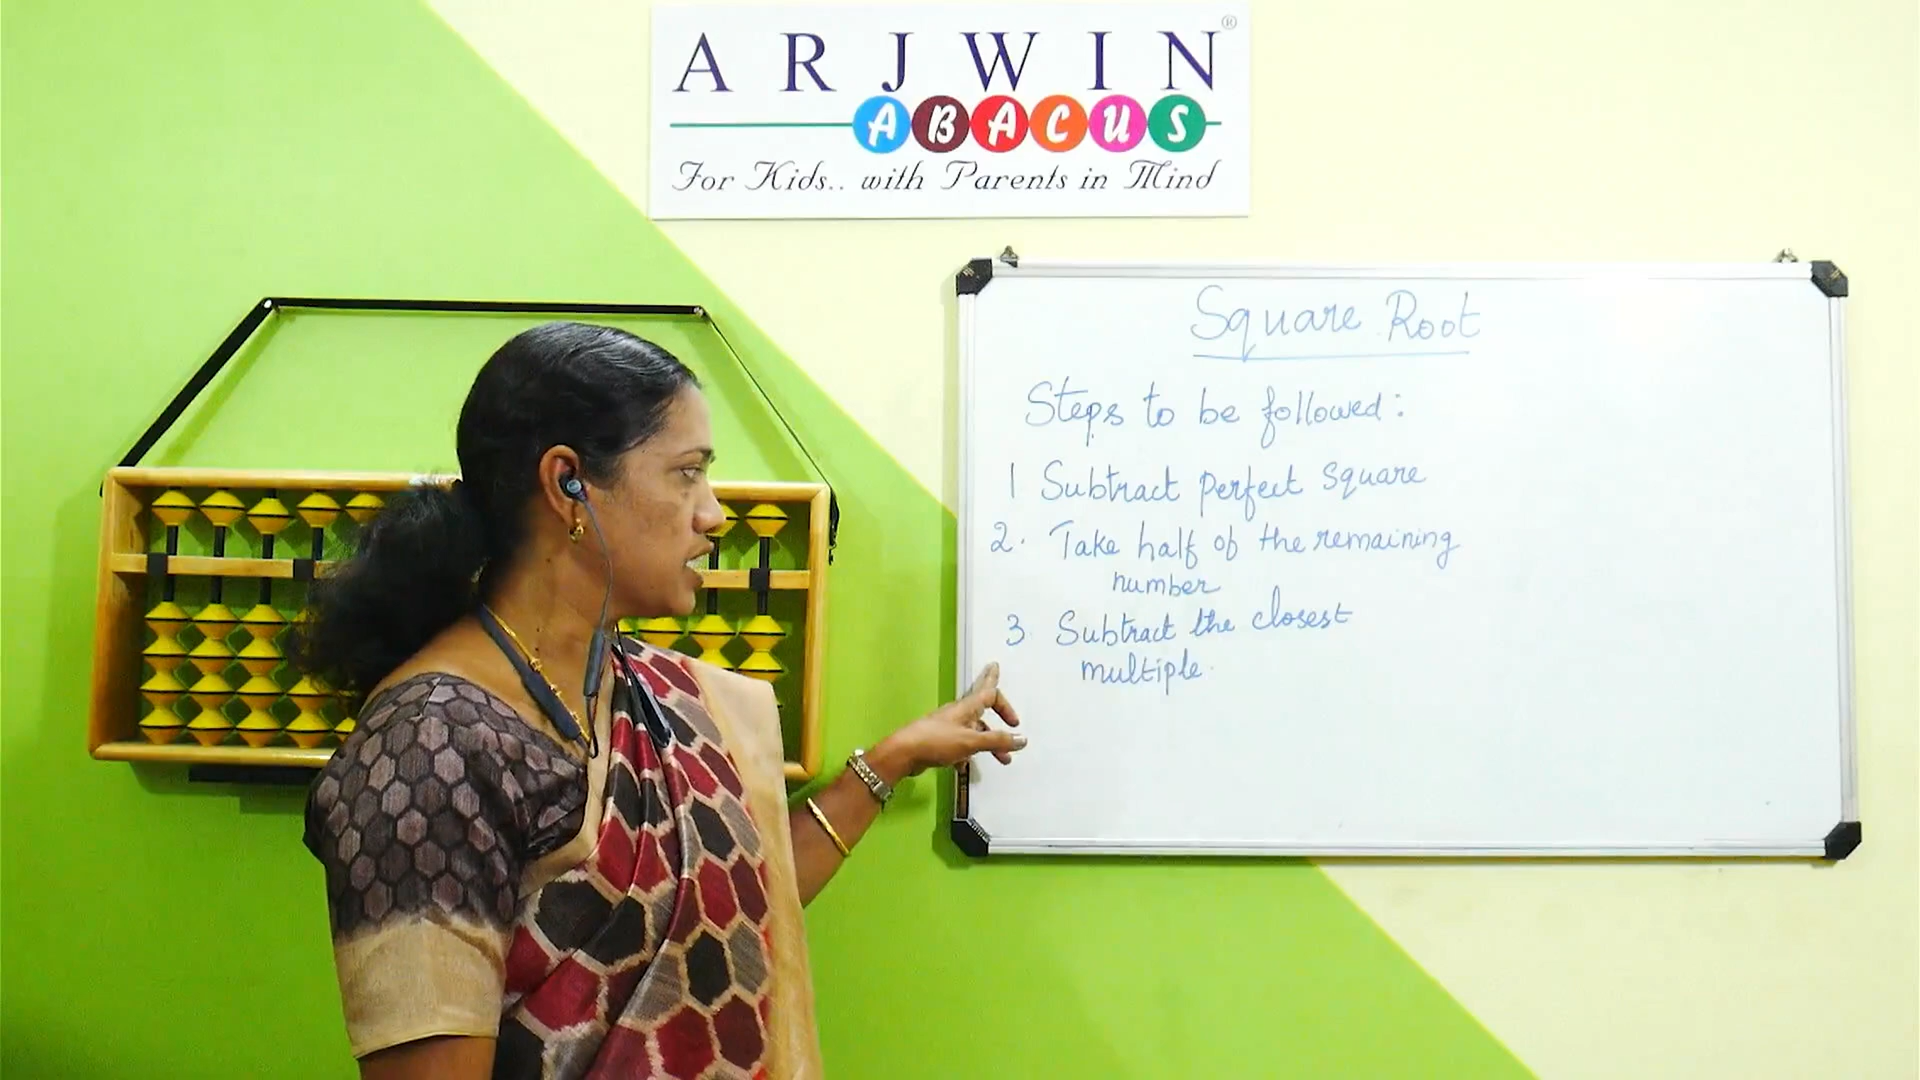 ARJWIN®
ABACUS
For Kids.. with Parents in Mind
Square Root
Steps to be followed:
1 Subtract perfect square
2. Take half of the remaining
number
3. Subtract the closest
multiple.